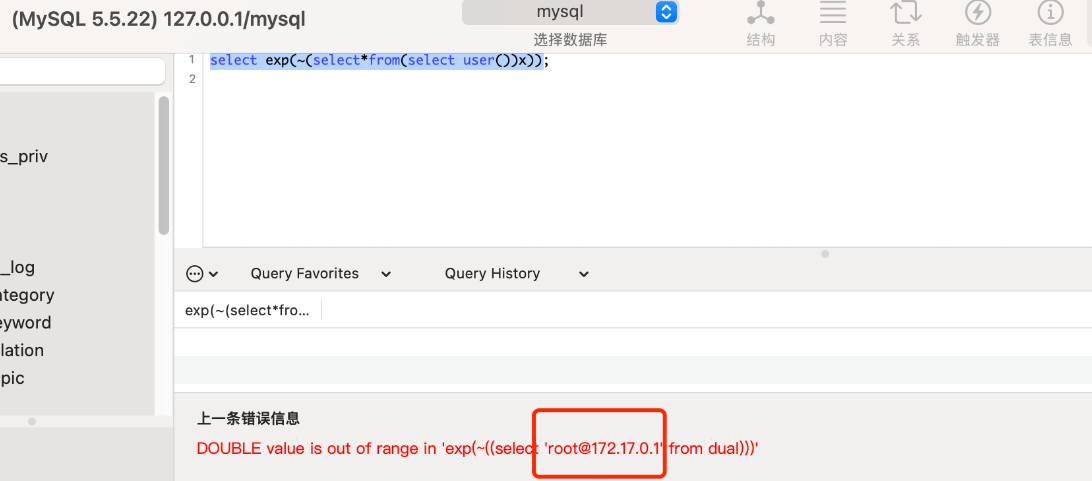 (MySQL 5.5.22) 127.0.0.1/mysql
mysql
选择数据库
结构
内容
关系
触发器
表信息
1
select exp(~(select*from(select user())x));
2
s_priv
_log
ategory
eyword
lation
pic
Query Favorites
Query History
exp(~(select*fro...
上一条错误信息
DOUBLE value is out of range in 'exp(~((select 'root@172.17.0.1' from dual)))'